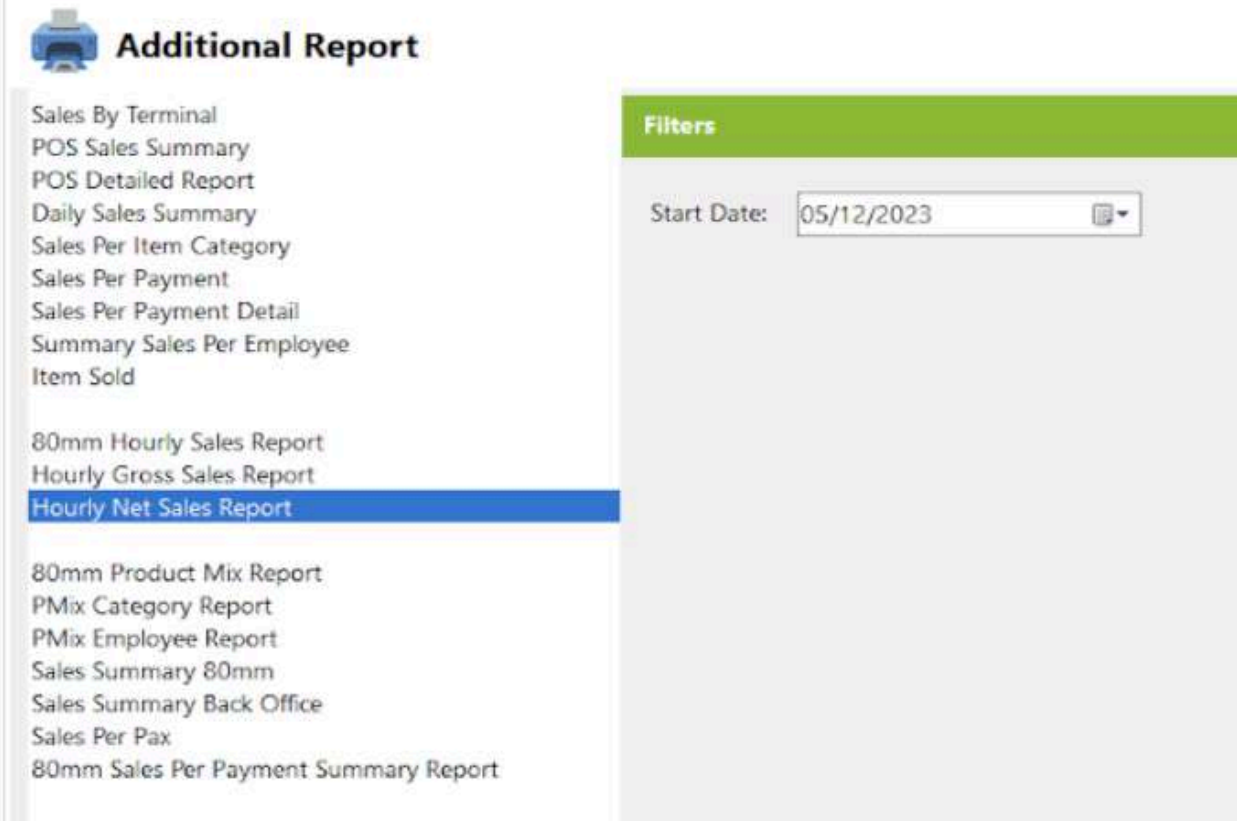 Additional Report
Sales By Terminal
POS Sales Summary
POS Detailed Report
Daily Sales Summary
Sales Per Item Category
Sales Per Payment
Sales Per Payment Detail
Summary Sales Per Employee
Item Sold
80mm Hourly Sales Report
Hourly Gross Sales Report
Hourly Net Sales Report
80mm Product Mix Report
PMix Category Report
PMix Employee Report
Sales Summary 80mm
Sales Summary Back Office
Sales Per Pax
80mm Sales Per Payment Summary Report
Filters
Start Date: 05/12/2023